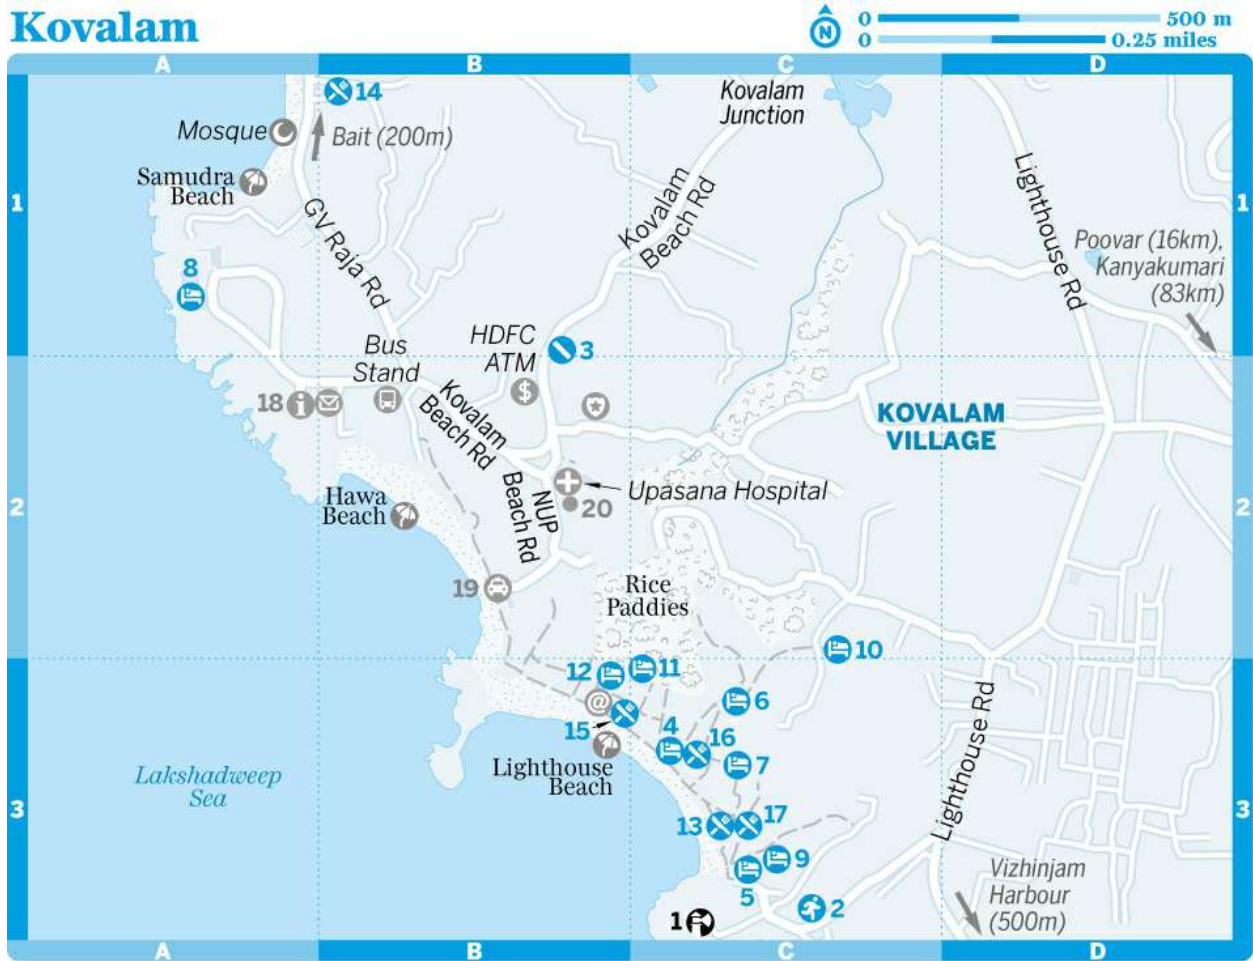 Kovalam
N
0 500 m
0 0.25 miles
A B C D
14
Kovalam
Junction
Mosque
Bait (200m)
Samudra
Beach
1 1
Kovalam
Beach Rd
Lighthouse Rd
GV Raja Rd
Poovar (16km),
Kanyakumari
(83km)
8
HDFC
ATM
3
Bus
Stand
18
i
$
Kovalam
Beach Rd
KOVALAM
VILLAGE
Upasana Hospital
Hawa
Beach
NUP
Beach Rd
20
2 2
19
Rice
Paddies
10
12
11
6
@
15
4
16
7
Lighthouse
Beach
Lighthouse Rd
Lakshadweep
Sea
3 3
13
17
9
5
Vizhinjam
Harbour
(500m)
1
2
A B C D